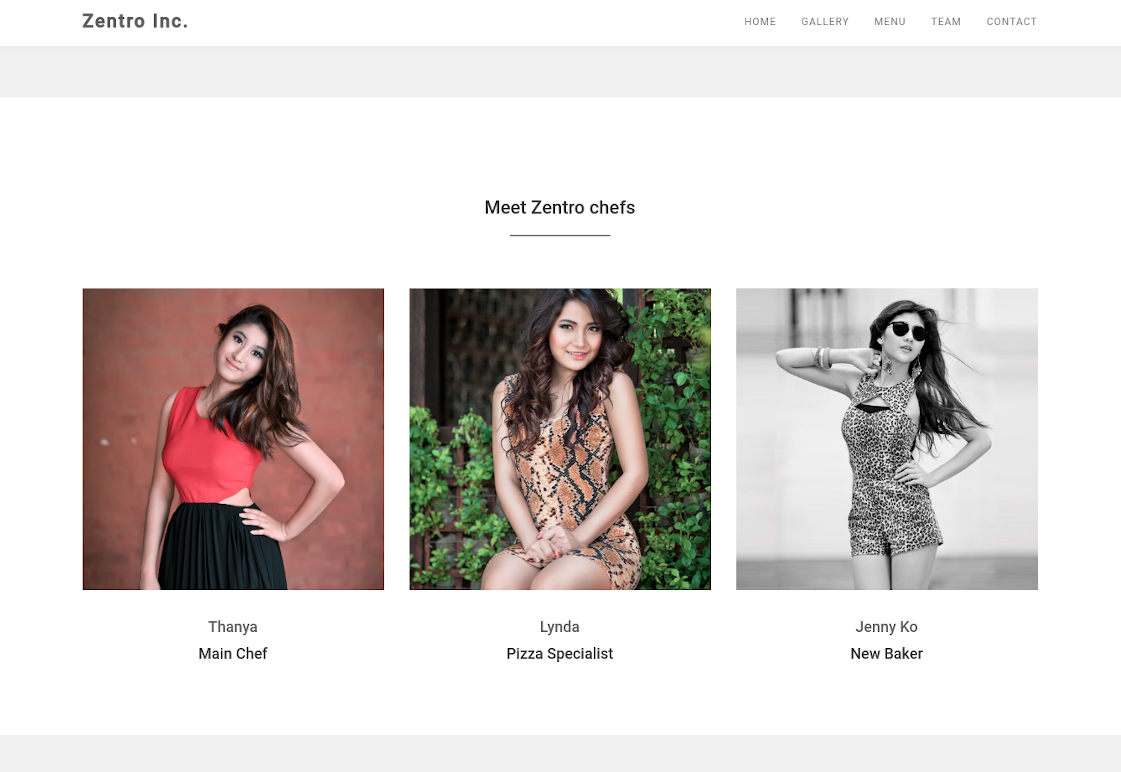 Zentro Inc.
HOME GALLERY MENU TEAM CONTACT
Meet Zentro chefs
Thanya
Main Chef
Lynda
Pizza Specialist
Jenny Ko
New Baker